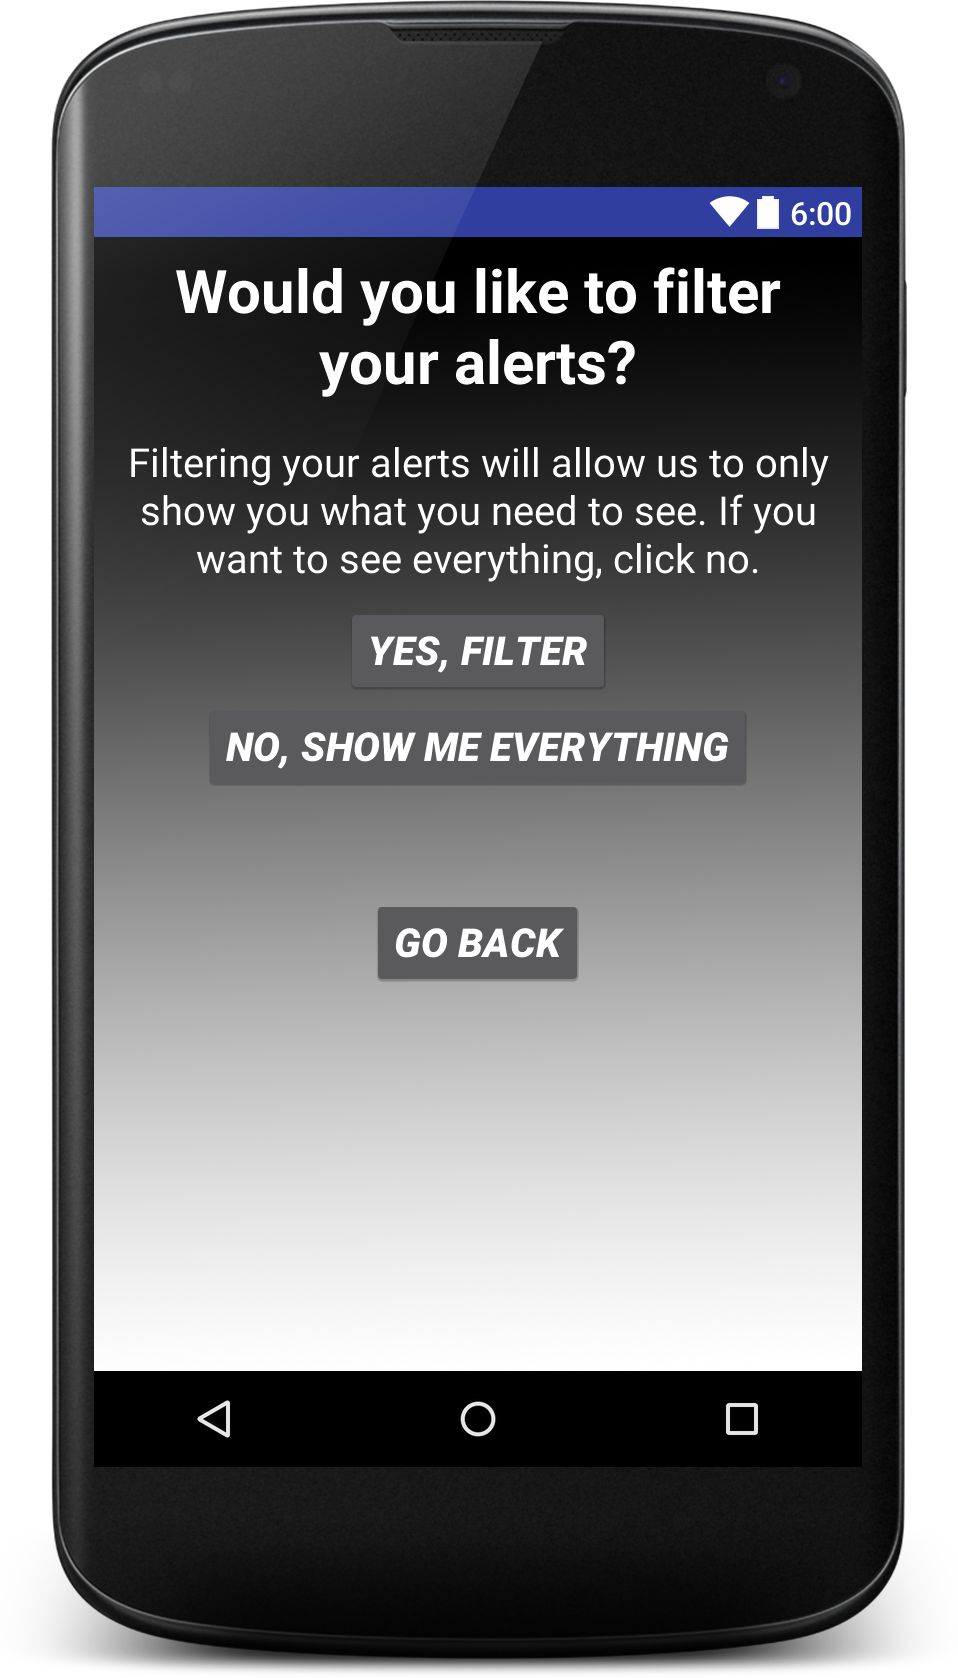 6:00
Would you like to filter
your alerts?
Filtering your alerts will allow us to only
show you what you need to see. If you
want to see everything, click no.
YES, FILTER
NO, SHOW ME EVERYTHING
GO BACK